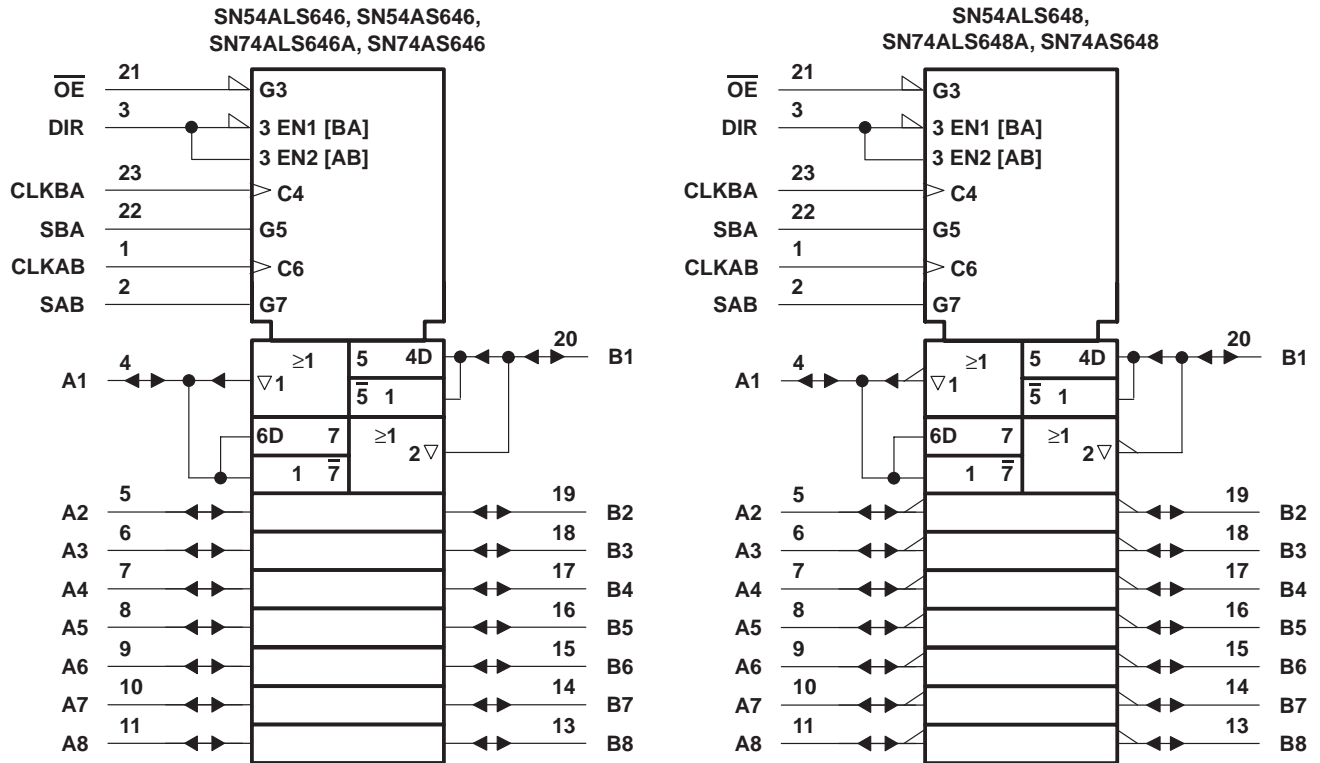 SN54ALS646, SN54AS646,
SN74ALS646A, SN74AS646
21
OE
G3
3
DIR
3 EN1 [BA]
3 EN2 [AB]
23
CLKBA
C4
22
SBA
G5
1
CLKAB
C6
2
SAB
G7
≥1
5 4D
20
B1
4
A1
▽1
5 1
6D 7
≥1
2▽
1 7
5
A2
19
B2
6
A3
18
B3
7
A4
17
B4
8
A5
16
B5
9
A6
15
B6
10
A7
14
B7
11
A8
13
B8
SN54ALS648,
SN74ALS648A, SN74AS648
21
OE
G3
3
DIR
3 EN1 [BA]
3 EN2 [AB]
23
CLKBA
C4
22
SBA
G5
1
CLKAB
C6
2
SAB
G7
≥1
5 4D
20
B1
4
A1
▽1
5 1
6D 7
≥1
2▽
1 7
5
A2
19
B2
6
A3
18
B3
7
A4
17
B4
8
A5
16
B5
9
A6
15
B6
10
A7
14
B7
11
A8
13
B8